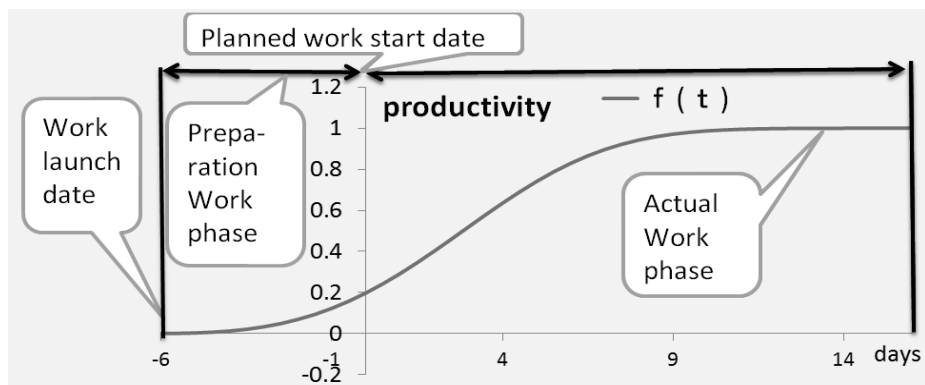 Planned work start date
1.2
productivity
f ( t )
Work
launch
date
Prepa-
ration
Work
phase
1
0.8
0.6
0.4
0.2
0
-0.2
Actual
Work
phase
-6
-1
4
9
14
days